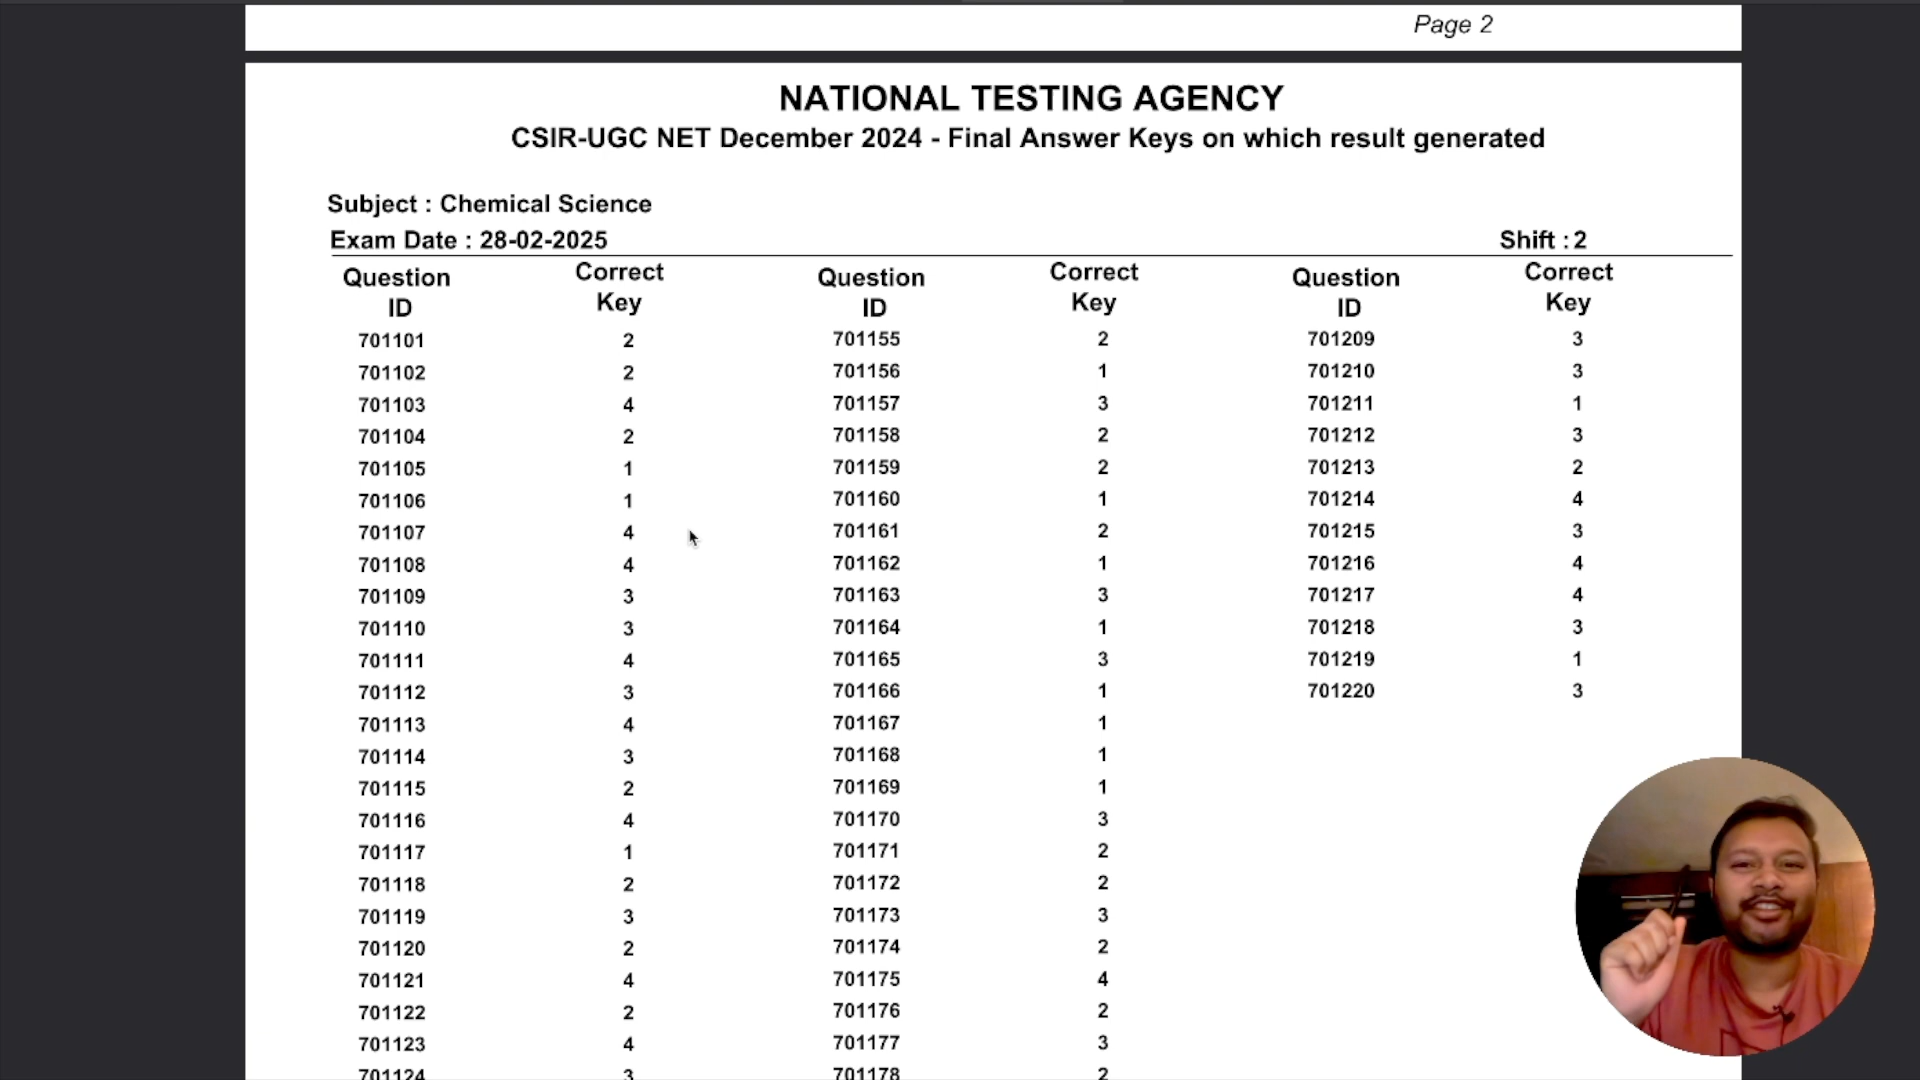 Page 2
NATIONAL TESTING AGENCY
CSIR-UGC NET December 2024 - Final Answer Keys on which result generated
Subject : Chemical Science
Exam Date : 28-02-2025 Shift : 2
Question ID Correct Key Question ID Correct Key Question ID Correct Key
701101 2 701155 2 701209 3
701102 2 701156 1 701210 3
701103 4 701157 3 701211 1
701104 2 701158 2 701212 3
701105 1 701159 2 701213 2
701106 1 701160 1 701214 4
701107 4 701161 2 701215 3
701108 4 701162 1 701216 4
701109 3 701163 3 701217 4
701110 3 701164 1 701218 3
701111 4 701165 3 701219 1
701112 3 701166 1 701220 3
701113 4 701167 1
701114 3 701168 1
701115 2 701169 1
701116 4 701170 3
701117 1 701171 2
701118 2 701172 2
701119 3 701173 3
701120 2 701174 2
701121 4 701175 4
701122 2 701176 2
701123 4 701177 3
701124 3 701178 2